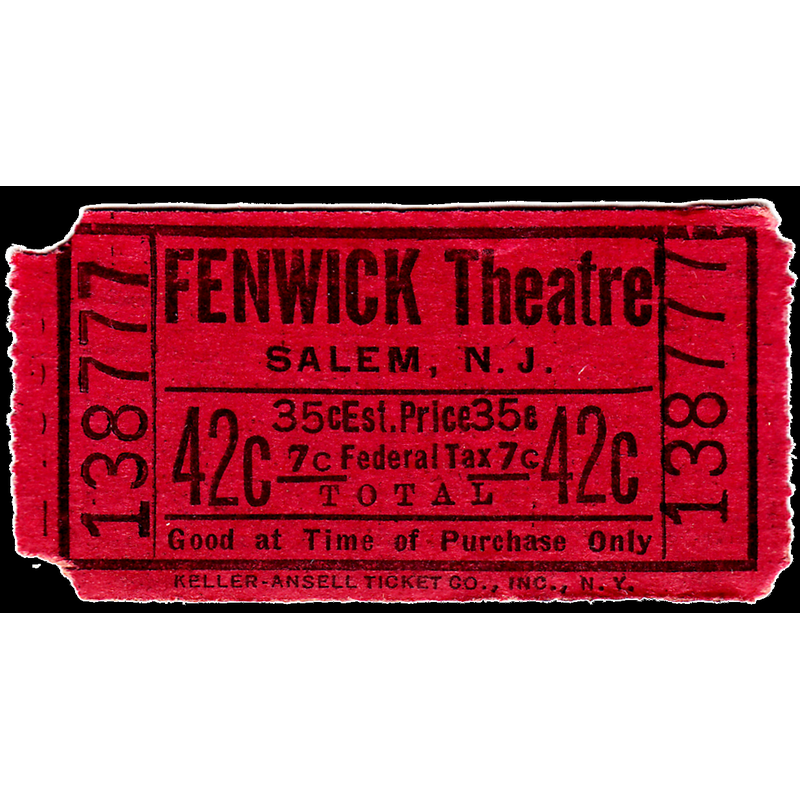 FENWICK Theatre
SALEM, N. J.
42c 35c Est. Price 35c 42c
7c Federal Tax 7c
TOTAL
Good at Time of Purchase Only
KELLER-ANSELL TICKET CO., INC., N. Y.
138777
138777